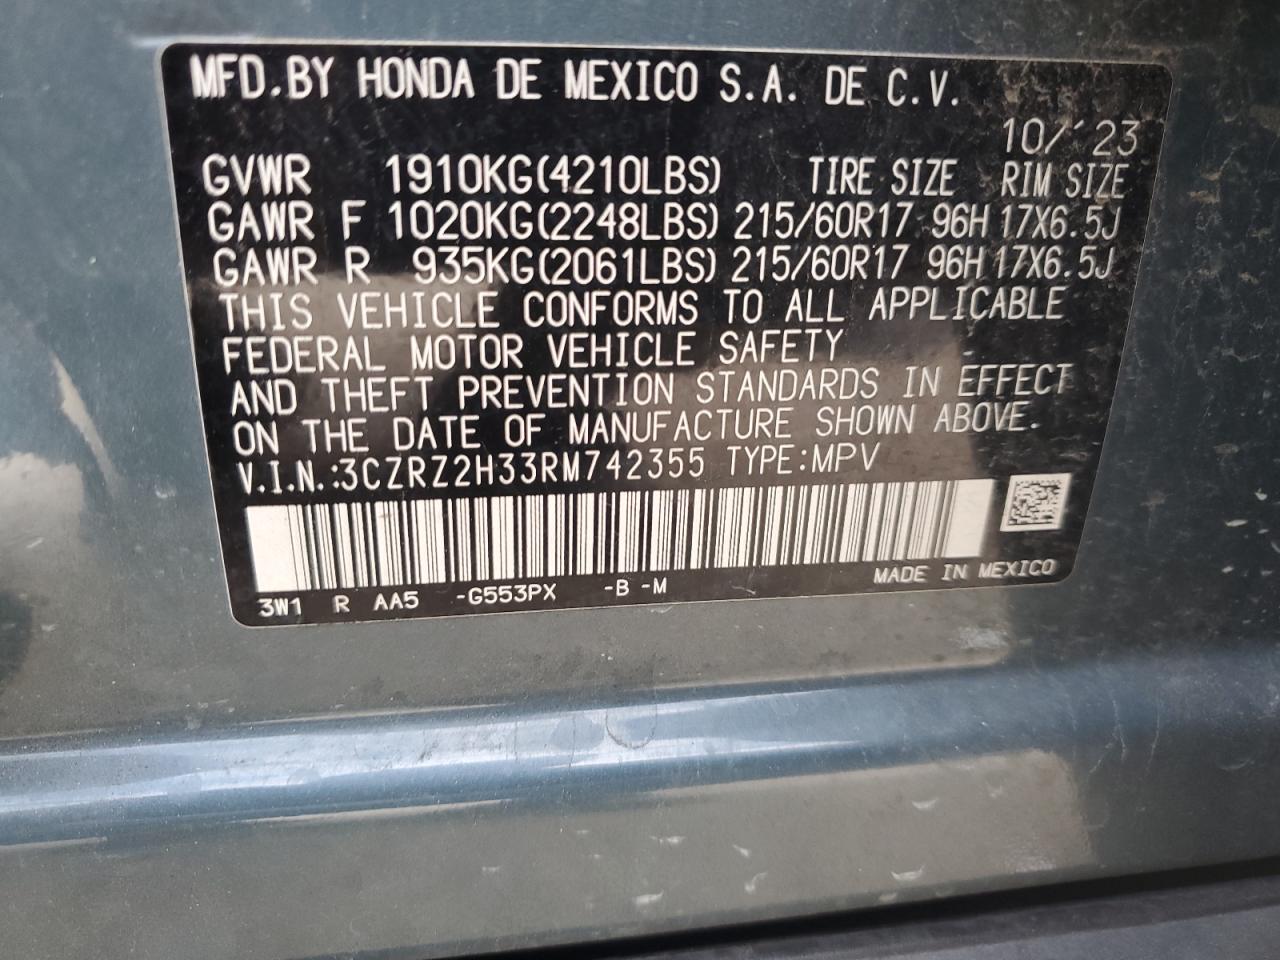 MFD.BY HONDA DE MEXICO S.A. DE C.V.
10/'23
GVWR 1910KG(4210LBS) TIRE SIZE RIM SIZE
GAWR F 1020KG(2248LBS) 215/60R17 96H 17X6.5J
GAWR R 935KG(2061LBS) 215/60R17 96H 17X6.5J
THIS VEHICLE CONFORMS TO ALL APPLICABLE
FEDERAL MOTOR VEHICLE SAFETY
AND THEFT PREVENTION STANDARDS IN EFFECT
ON THE DATE OF MANUFACTURE SHOWN ABOVE.
V.I.N.:3CZRZ2H33RM742355 TYPE:MPV
3W1 R AA5 -G553PX -B -M MADE IN MEXICO